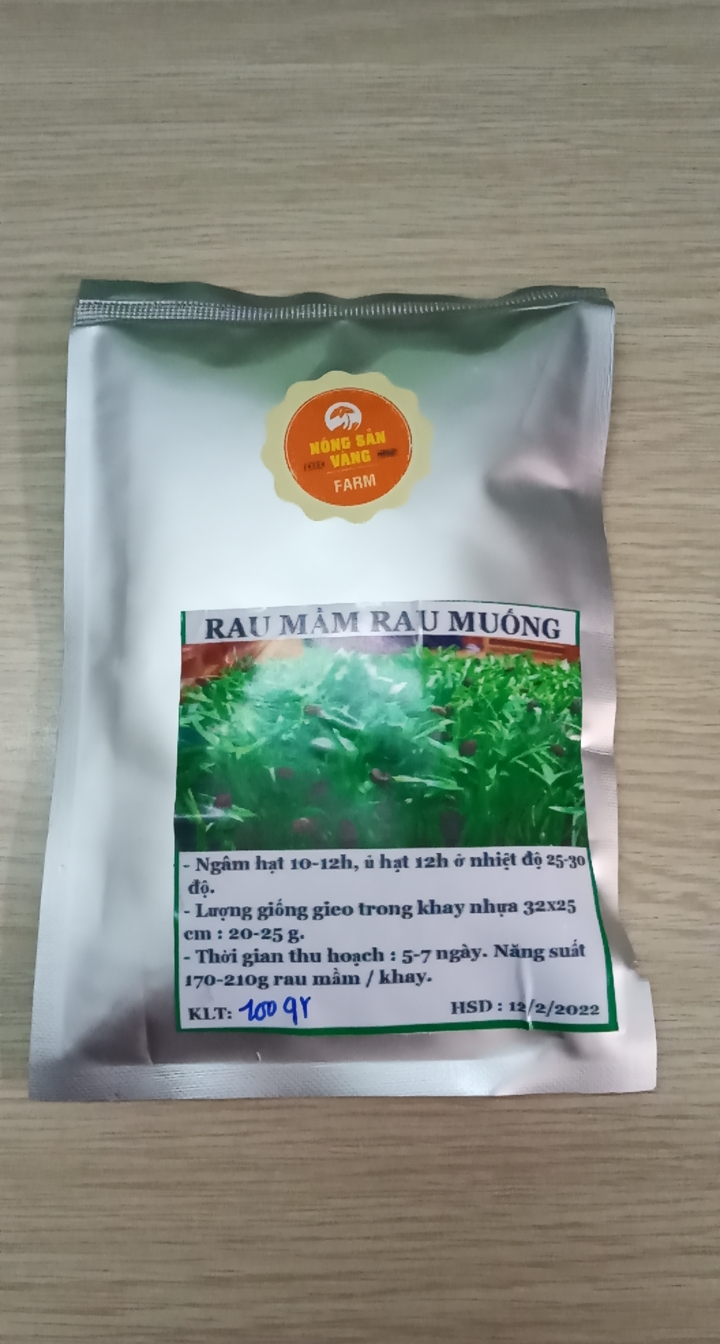 NÔNG SẢN
VÀNG
FARM
RAU MẦM RAU MUỐNG
- Ngâm hạt 10-12h, ủ hạt 12h ở nhiệt độ 25-30
độ.
- Lượng giống gieo trong khay nhựa 32x25
cm : 20-25 g.
- Thời gian thu hoạch : 5-7 ngày. Năng suất
170-210g rau mầm / khay.
KLT: 100 gr HSD : 12/2/2022